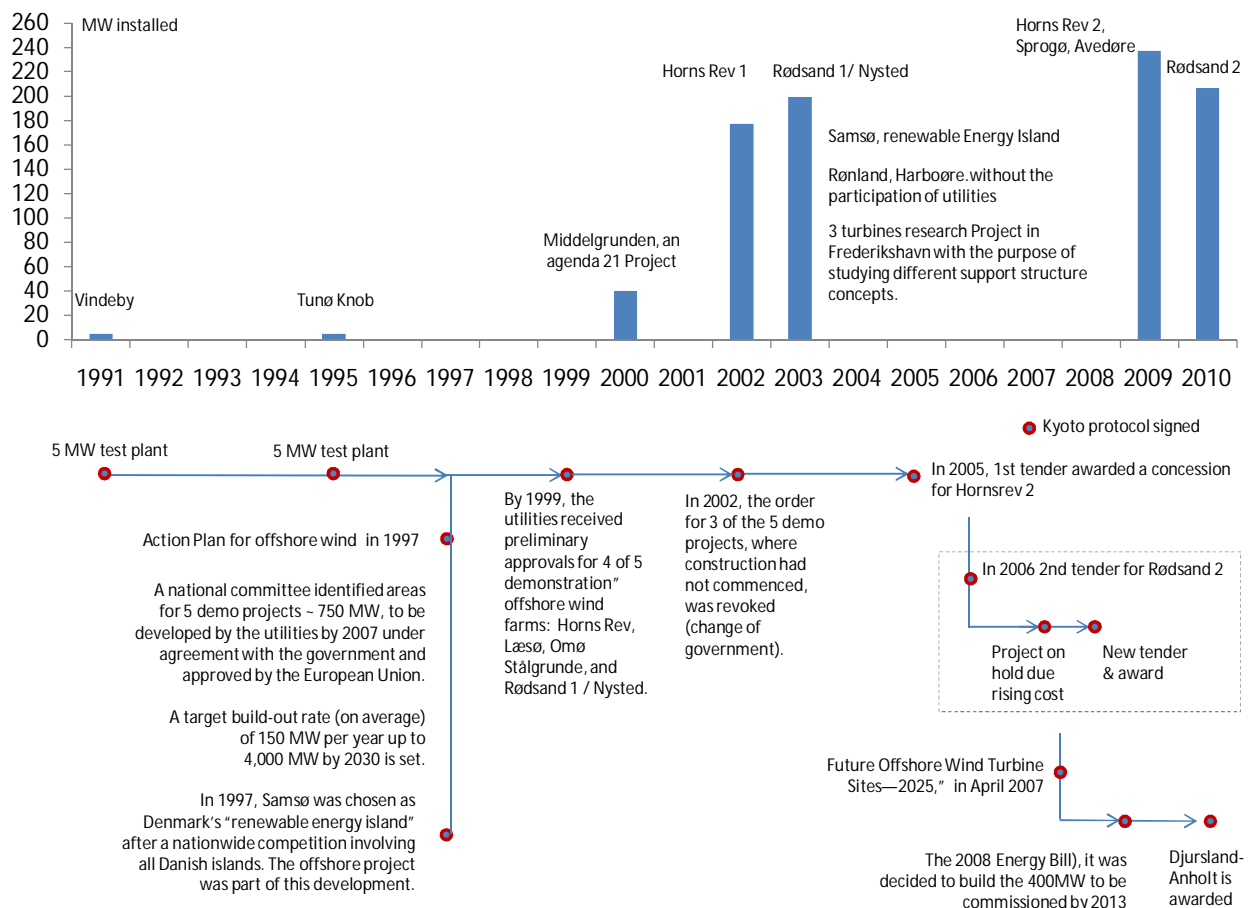 MW installed
260
240
220
200
180
160
140
120
100
80
60
40
20
0
Vindeby
Tunø Knob
Middelgrunden, an
agenda 21 Project
Horns Rev 1
Rødsand 1/ Nysted
Samsø, renewable Energy Island
Rønland, Harboøre.without the
participation of utilities
3 turbines research Project in
Frederikshavn with the purpose of
studying different support structure
concepts.
Horns Rev 2,
Sprogø, Avedøre
Rødsand 2
1991 1992 1993 1994 1995 1996 1997 1998 1999 2000 2001 2002 2003 2004 2005 2006 2007 2008 2009 2010
Kyoto protocol signed
5 MW test plant
5 MW test plant
Action Plan for offshore wind in 1997
A national committee identified areas
for 5 demo projects ~ 750 MW, to be
developed by the utilities by 2007 under
agreement with the government and
approved by the European Union.
A target build-out rate (on average)
of 150 MW per year up to
4,000 MW by 2030 is set.
In 1997, Samsø was chosen as
Denmark's “renewable energy island”
after a nationwide competition involving
all Danish islands. The offshore project
was part of this development.
By 1999, the
utilities received
preliminary
approvals for 4 of 5
demonstration”
offshore wind
farms: Horns Rev,
Læsø, Omø
Stålgrunde, and
Rødsand 1 / Nysted.
In 2002, the order
for 3 of the 5 demo
projects, where
construction had
not commenced,
was revoked
(change of
government).
In 2005, 1st tender awarded a concession
for Hornsrev 2
In 2006 2nd tender for Rødsand 2
Project on
hold due
rising cost
New tender
& award
Future Offshore Wind Turbine
Sites—2025,” in April 2007
The 2008 Energy Bill), it was
decided to build the 400MW to be
commissioned by 2013
Djursland-
Anholt is
awarded